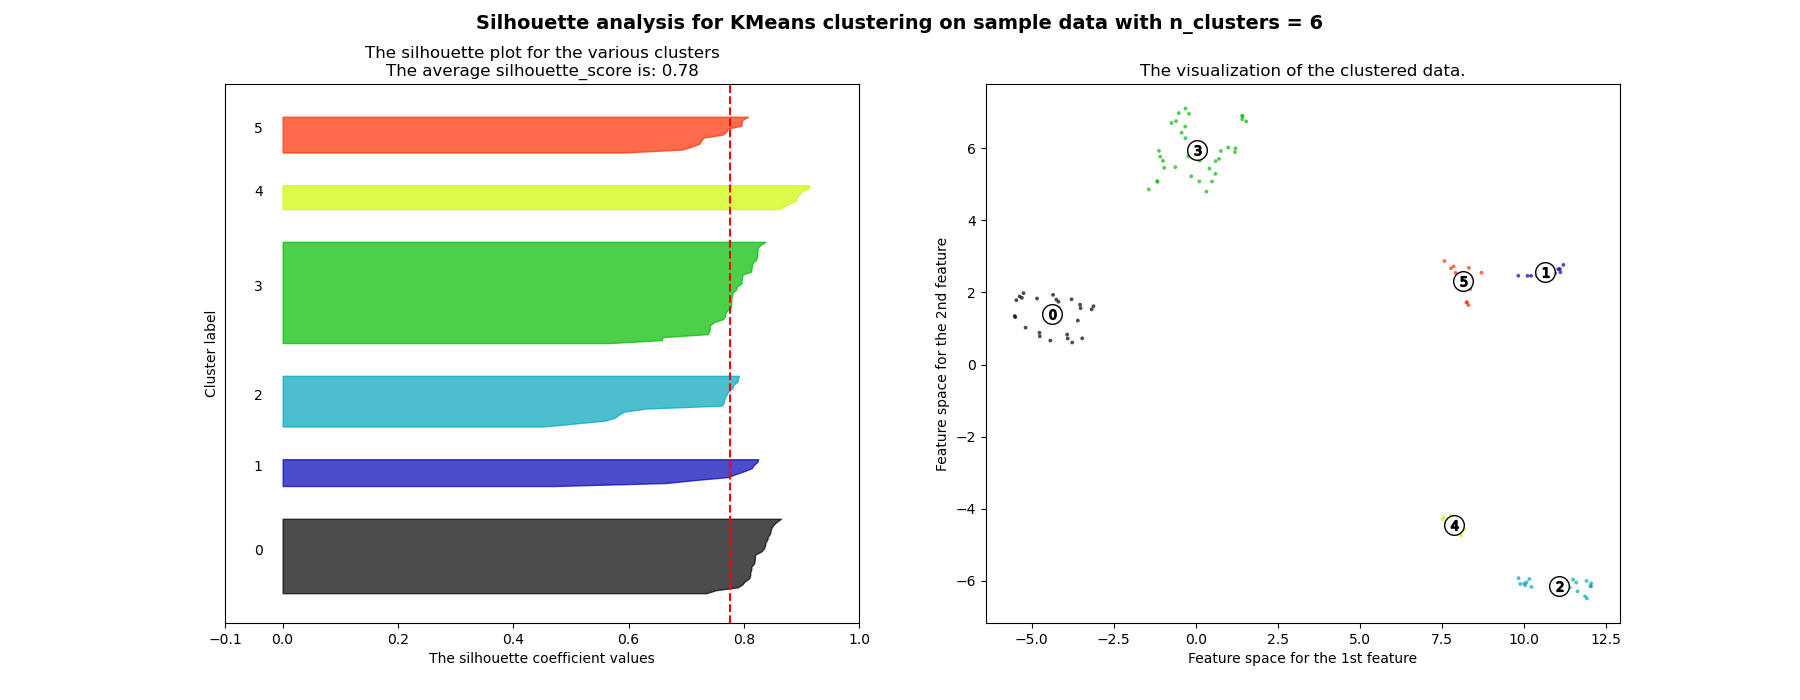 Silhouette analysis for KMeans clustering on sample data with n_clusters = 6
The silhouette plot for the various clusters
The average silhouette_score is: 0.78
5
4
3
2
1
0
Cluster label
−0.1 0.0 0.2 0.4 0.6 0.8 1.0
The silhouette coefficient values
The visualization of the clustered data.
6
4
2
0
−2
−4
−6
Feature space for the 2nd feature
3
1
5
0
4
2
−5.0 −2.5 0.0 2.5 5.0 7.5 10.0 12.5
Feature space for the 1st feature